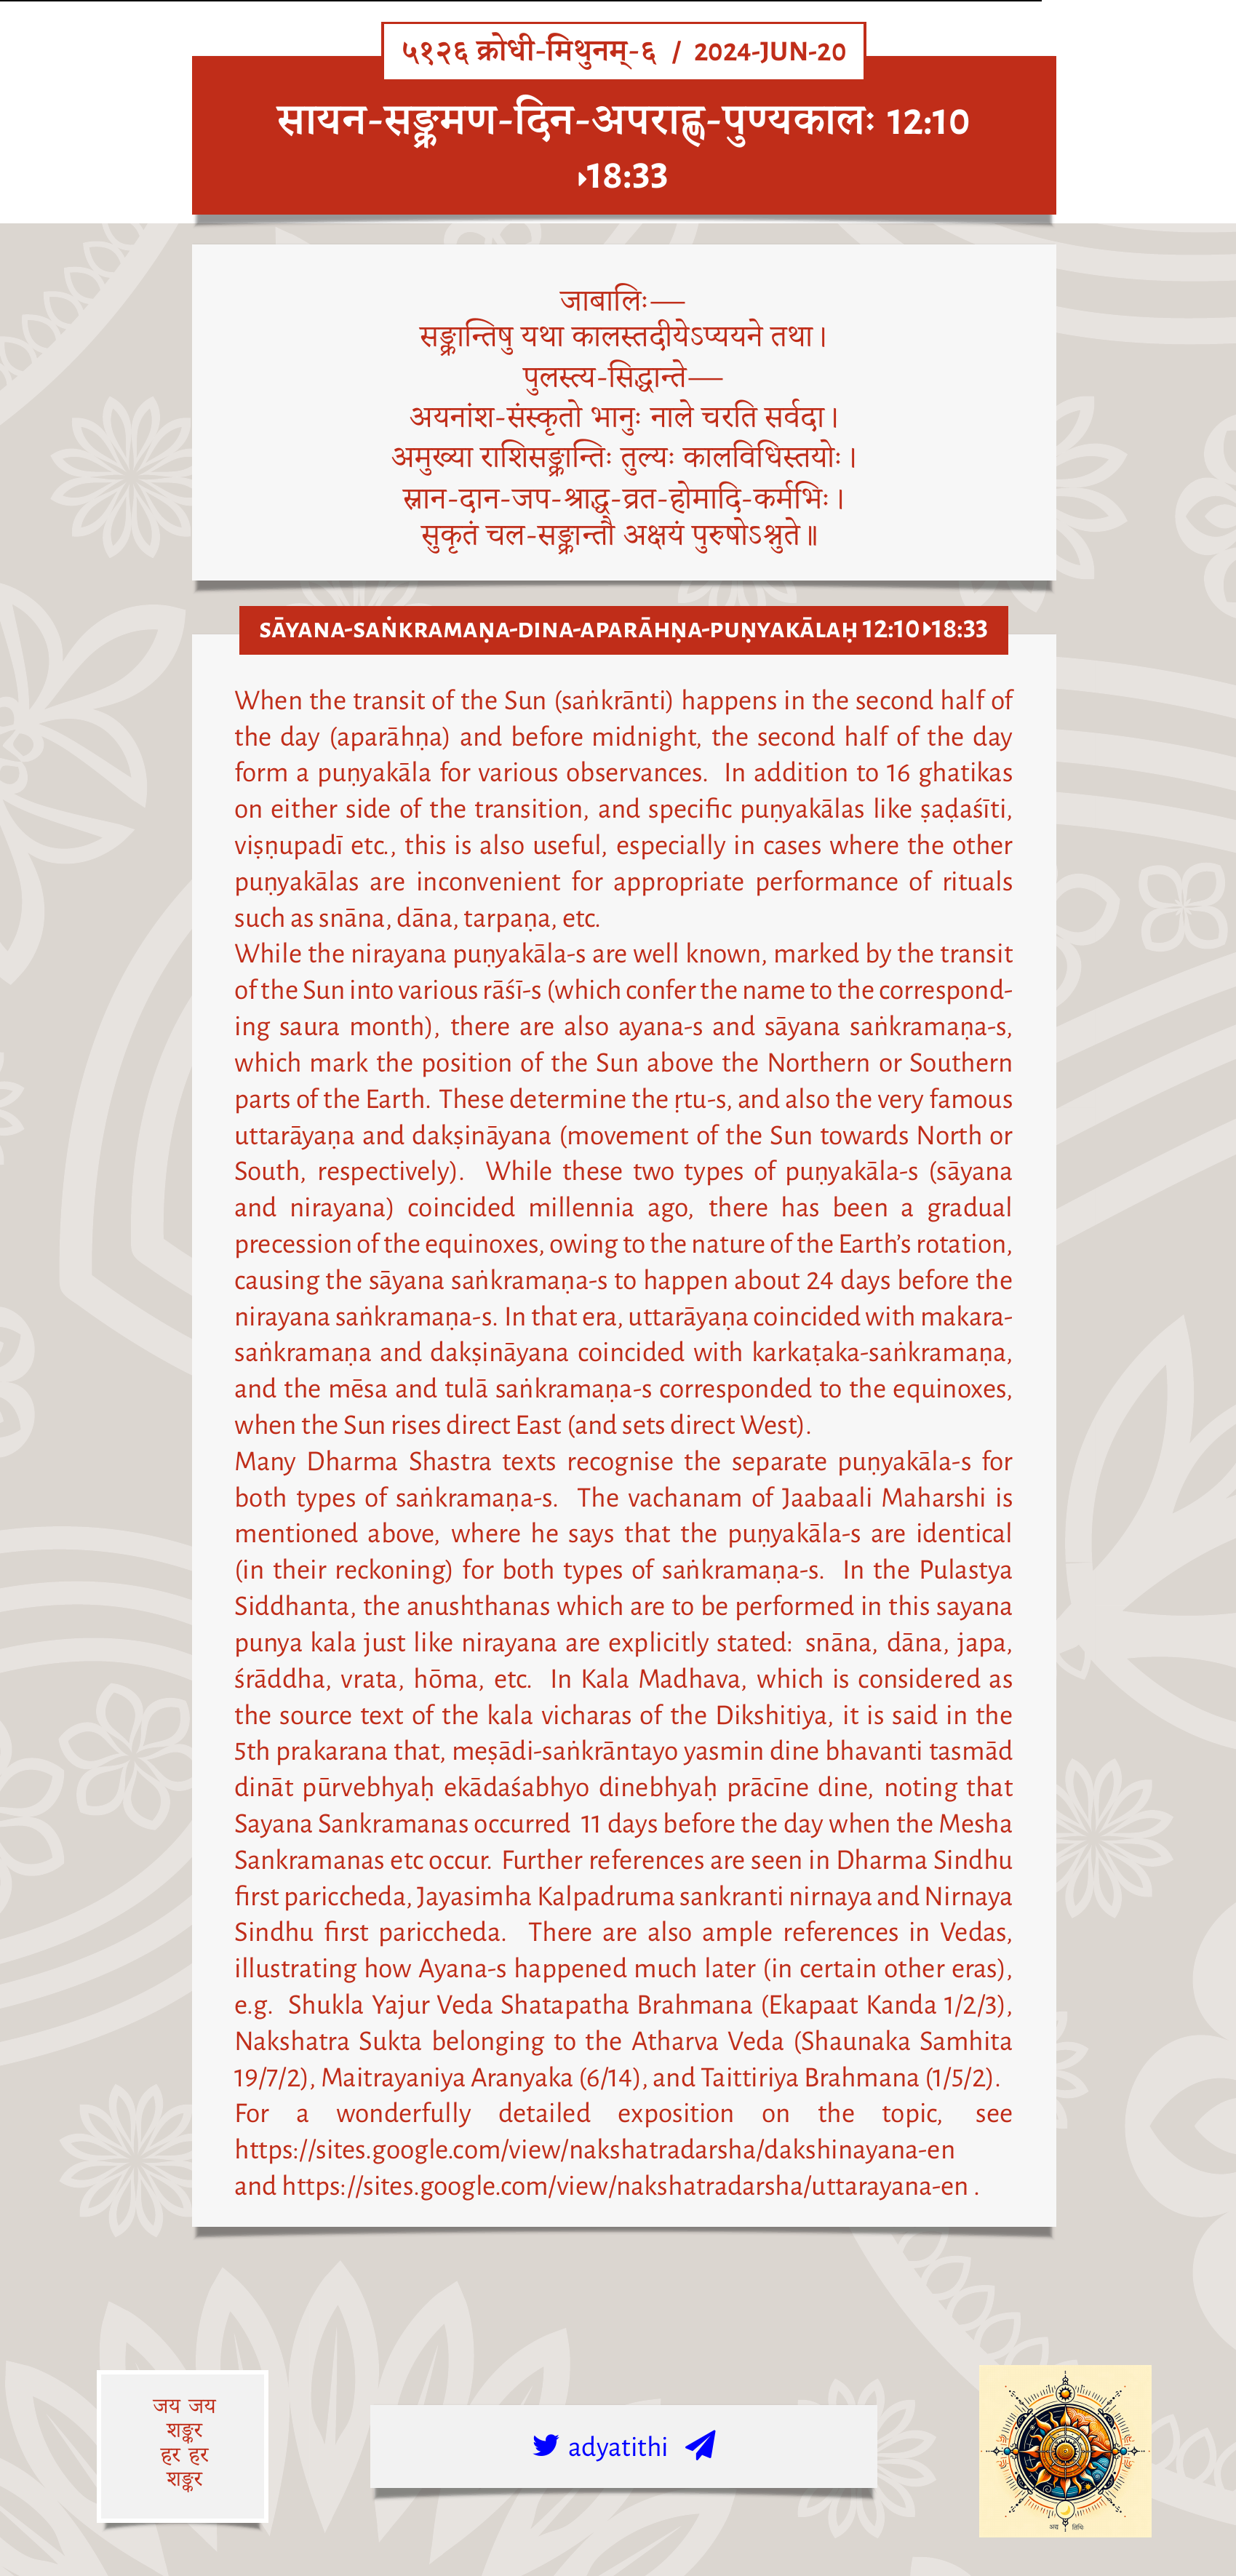 ५१२६ क्रोधी-मिथुनम्-६ / 2024-JUN-20
सायन-सङ्क्रमण-दिन-अपराह्ण-पुण्यकालः 12:10
▸18:33
जाबालिः—
सङ्क्रान्तिषु यथा कालस्तदीयेऽप्ययने तथा।
पुलस्त्य-सिद्धान्ते—
अयनांश-संस्कृतो भानुः नाले चरति सर्वदा।
अमुख्या राशिसङ्क्रान्तिः तुल्यः कालविधिस्तयोः।
स्नान-दान-जप-श्राद्ध-व्रत-होमादि-कर्मभिः।
सुकृतं चल-सङ्क्रान्तौ अक्षयं पुरुषोऽश्नुते॥
SĀYANA-SAṄKRAMAṆA-DINA-APARĀHṆA-PUṆYAKĀLAḤ 12:10▸18:33
When the transit of the Sun (saṅkrānti) happens in the second half of
the day (aparāhṇa) and before midnight, the second half of the day
form a puṇyakāla for various observances. In addition to 16 ghatikas
on either side of the transition, and specific puṇyakālas like ṣaḍaśīti,
viṣṇupadī etc., this is also useful, especially in cases where the other
puṇyakālas are inconvenient for appropriate performance of rituals
such as snāna, dāna, tarpaṇa, etc.
While the nirayana puṇyakāla-s are well known, marked by the transit
of the Sun into various rāśī-s (which confer the name to the correspond-
ing saura month), there are also ayana-s and sāyana saṅkramaṇa-s,
which mark the position of the Sun above the Northern or Southern
parts of the Earth. These determine the ṛtu-s, and also the very famous
uttarāyaṇa and dakṣināyana (movement of the Sun towards North or
South, respectively). While these two types of puṇyakāla-s (sāyana
and nirayana) coincided millennia ago, there has been a gradual
precession of the equinoxes, owing to the nature of the Earth's rotation,
causing the sāyana saṅkramaṇa-s to happen about 24 days before the
nirayana saṅkramaṇa-s. In that era, uttarāyaṇa coincided with makara-
saṅkramaṇa and dakṣināyana coincided with karkaṭaka-saṅkramaṇa,
and the mēsa and tulā saṅkramaṇa-s corresponded to the equinoxes,
when the Sun rises direct East (and sets direct West).
Many Dharma Shastra texts recognise the separate puṇyakāla-s for
both types of saṅkramaṇa-s. The vachanam of Jaabaali Maharshi is
mentioned above, where he says that the puṇyakāla-s are identical
(in their reckoning) for both types of saṅkramaṇa-s. In the Pulastya
Siddhanta, the anushthanas which are to be performed in this sayana
punya kala just like nirayana are explicitly stated: snāna, dāna, japa,
śrāddha, vrata, hōma, etc. In Kala Madhava, which is considered as
the source text of the kala vicharas of the Dikshitiya, it is said in the
5th prakarana that, meṣādi-saṅkrāntayo yasmin dine bhavanti tasmād
dināt pūrvebhyaḥ ekādaśabhyo dinebhyaḥ prācīne dine, noting that
Sayana Sankramanas occurred 11 days before the day when the Mesha
Sankramanas etc occur. Further references are seen in Dharma Sindhu
first pariccheda, Jayasimha Kalpadruma sankranti nirnaya and Nirnaya
Sindhu first pariccheda. There are also ample references in Vedas,
illustrating how Ayana-s happened much later (in certain other eras),
e.g. Shukla Yajur Veda Shatapatha Brahmana (Ekapaat Kanda 1/2/3),
Nakshatra Sukta belonging to the Atharva Veda (Shaunaka Samhita
19/7/2), Maitrayaniya Aranyaka (6/14), and Taittiriya Brahmana (1/5/2).
For a wonderfully detailed exposition on the topic, see
https://sites.google.com/view/nakshatradarsha/dakshinayana-en
and https://sites.google.com/view/nakshatradarsha/uttarayana-en .
जय जय
शङ्कर
हर हर
शङ्कर
adyatithi
अद्य तिथिः